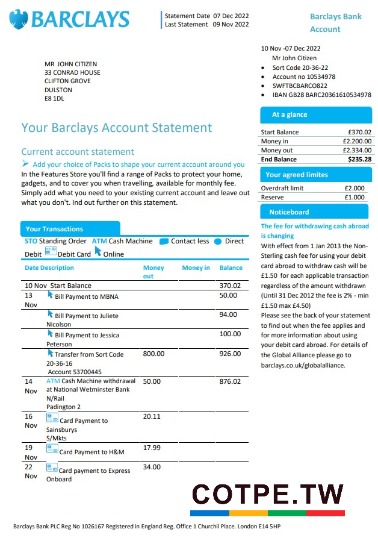 BARCLAYS
Statement Date 07 Dec 2022
Last Statement 09 Nov 2022
Barclays Bank
Account
MR JOHN CITIZEN
33 CONRAD HOUSE
CLIFTON GROVE
DULSTON
E8 1DL
10 Nov -07 Dec 2022
Mr John Citizen
• Sort Code 20-36-22
• Account no 10534978
• SWFTBCBARCO822
• IBAN GB28 BARC20361610534978
Your Barclays Account Statement
Current account statement
Add your choice of Packs to shape your current account around you
In the Features Store you'll find a range of Packs to protect your home,
gadgets, and to cover you when travelling, available for monthly fee.
Simply add what you need to your existing current account and leave out
what you don't. Ind out further on this statement.
At a glance
Start Balance £370.02
Money in £2.200.00
Money out £2.334.00
End Balance $235.28
Your agreed limites
Overdraft limit £2.000
Reserve £1.000
Noticeboard
The fee for withdrawing cash abroad
is changing
With effect from 1 Jan 2013 the Non-
Sterling cash fee for using your debit
card abroad to withdraw cash will be
£1.50 for each applicable transaction
regardless of the amount withdrawn
(Until 31 Dec 2012 the fee is 2% - min
£1.50 max £4.50)
Please see the back of your statement
to find out when the fee applies and
for more information about using
your debit card abroad. For details of
the Global Alliance please go to
barclays.co.uk/globalalliance.
Your Transactions
STO Standing Order ATM Cash Machine Contact less Direct
Debit Debit Card Online
Date Description Money out Money in Balance
10 Nov Start Balance 370.02
13 Nov Bill Payment to MBNA 50.00
Bill Payment to Juliete 94.00
Nicolson
Bill Payment to Jessica 100.00
Peterson
Transfer from Sort Code 800.00 926.00
20-36-16
Account 53700445
14 Nov ATM Cash Machine withdrawal 50.00 876.02
at National Wetminster Bank
N/Rail
Padington 2
16 Nov Card Payment to 20.11
Sainsburys
S/Mkts
19 Nov Card Payment to H&M 17.99
22 Nov Card payment to Express 34.00
Onboard
COTPE.TW
Barclays Bank PLC Reg No 1026167 Registered in England Reg. Office 1 Churchil Place. London E14 5HP